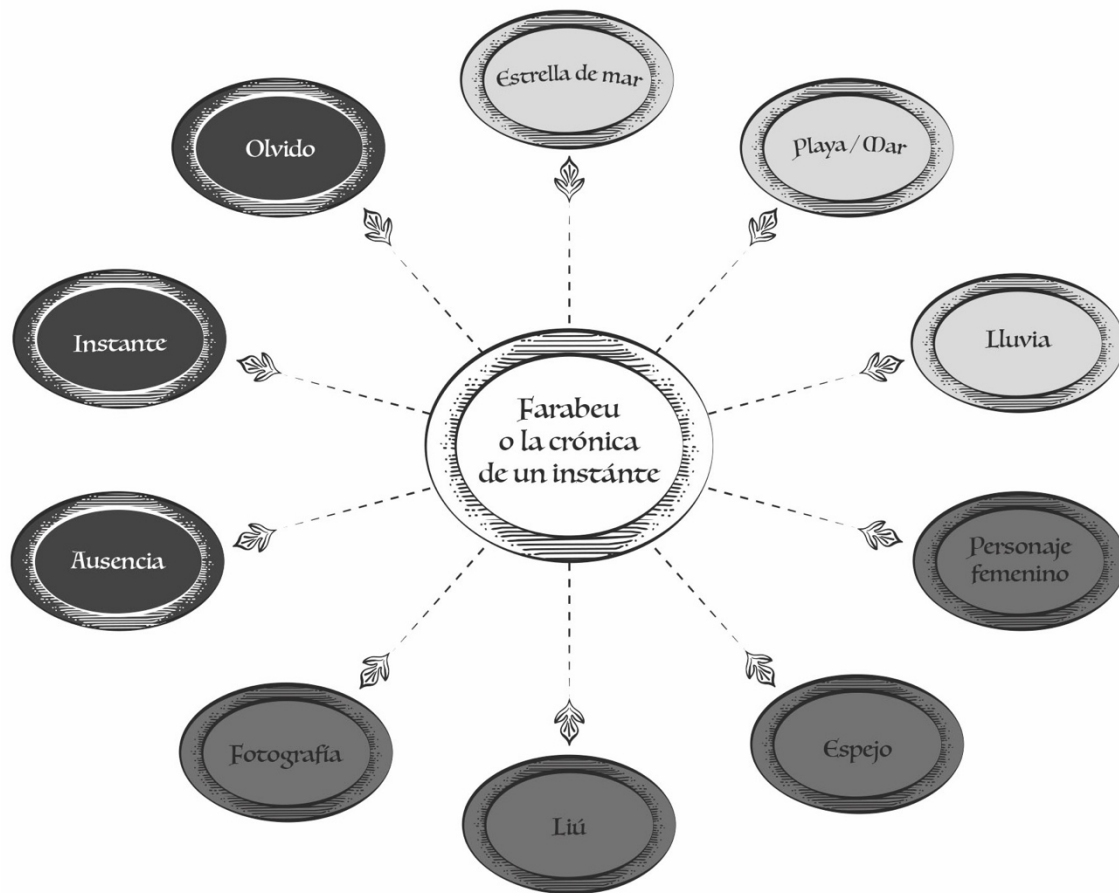 Estrella de mar
Playa / Mar
Lluvia
Personaje
femenino
Espejo
Liú
Fotografía
Ausencia
Instante
Olvido
Farabeu
o la crónica
de un instánte